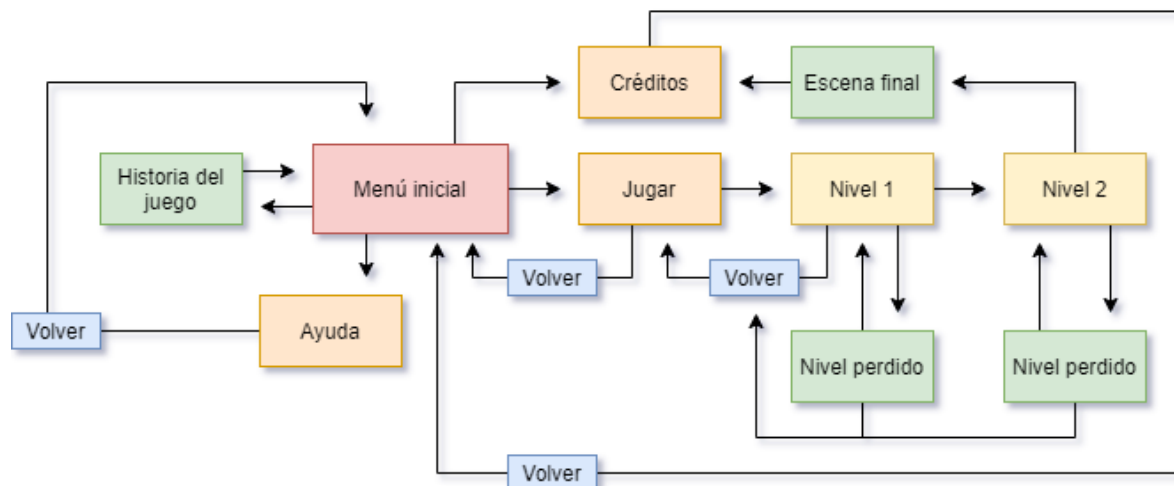 Créditos
Escena final
Historia del
juego
Menú inicial
Jugar
Nivel 1
Nivel 2
Volver
Volver
Volver
Ayuda
Nivel perdido
Nivel perdido
Volver